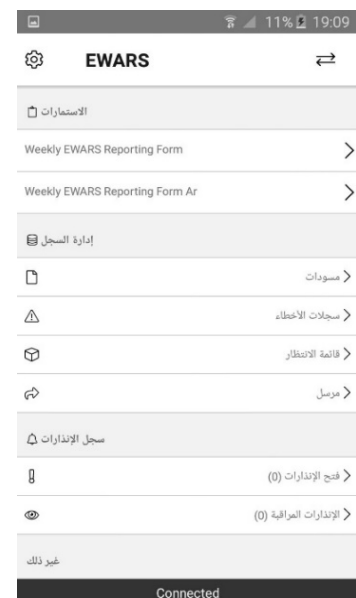 11% 19:09
EWARS
الاستمارات
Weekly EWARS Reporting Form
Weekly EWARS Reporting Form Ar
إدارة السجل
مسودات
سجلات الأخطاء
قائمة الانتظار
مرسل
سجل الإنذارات
فتح الإنذارات (0)
الإنذارات المراقبة (0)
غير ذلك
Connected